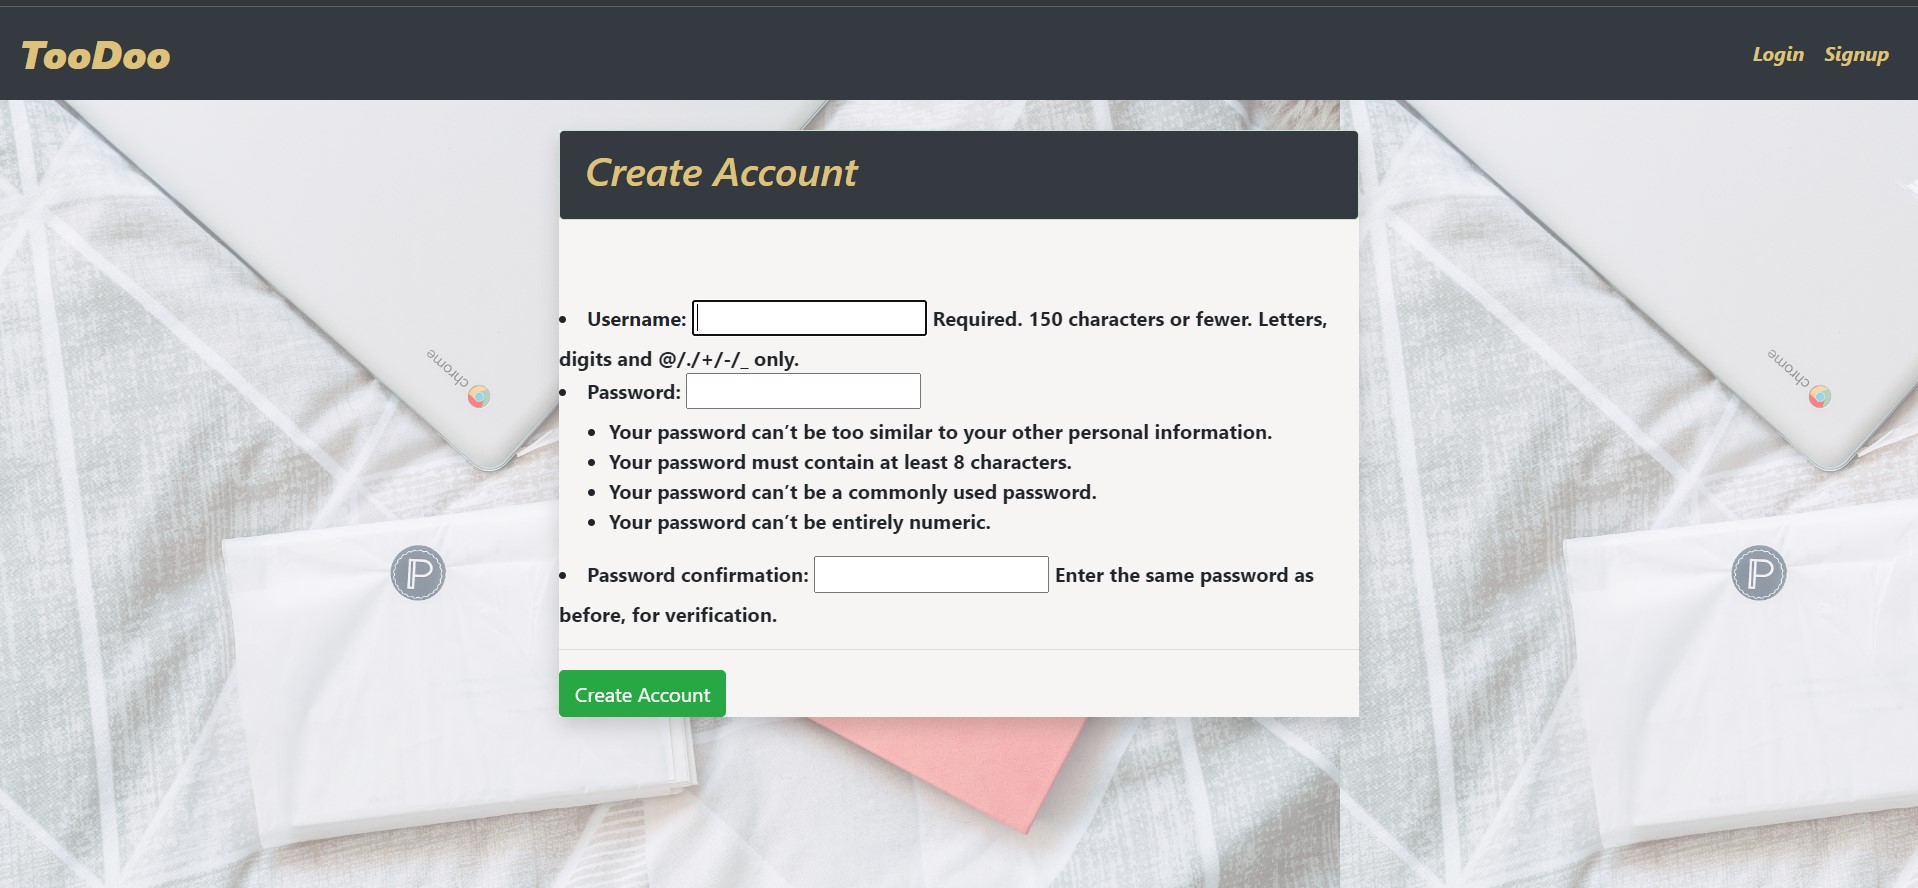 TooDoo
Login Signup
Create Account
Username: Required. 150 characters or fewer. Letters,
digits and @/./+/-/_ only.
Password:
Your password can’t be too similar to your other personal information.
Your password must contain at least 8 characters.
Your password can’t be a commonly used password.
Your password can’t be entirely numeric.
Password confirmation: Enter the same password as
before, for verification.
Create Account
chrome
chrome
P
P